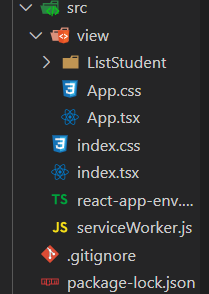 src
view
ListStudent
App.css
App.tsx
index.css
index.tsx
TS react-app-env....
JS serviceWorker.js
.gitignore
package-lock.json